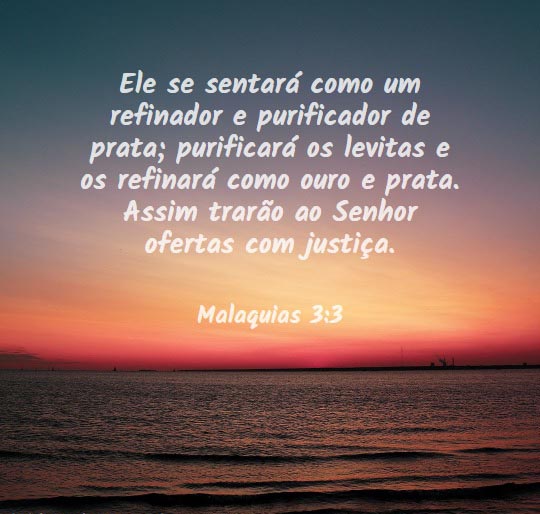 Ele se sentará como um
refinador e purificador de
prata; purificará os levitas e
os refinará como ouro e prata.
Assim trarão ao Senhor
ofertas com justiça.
Malaquias 3:3